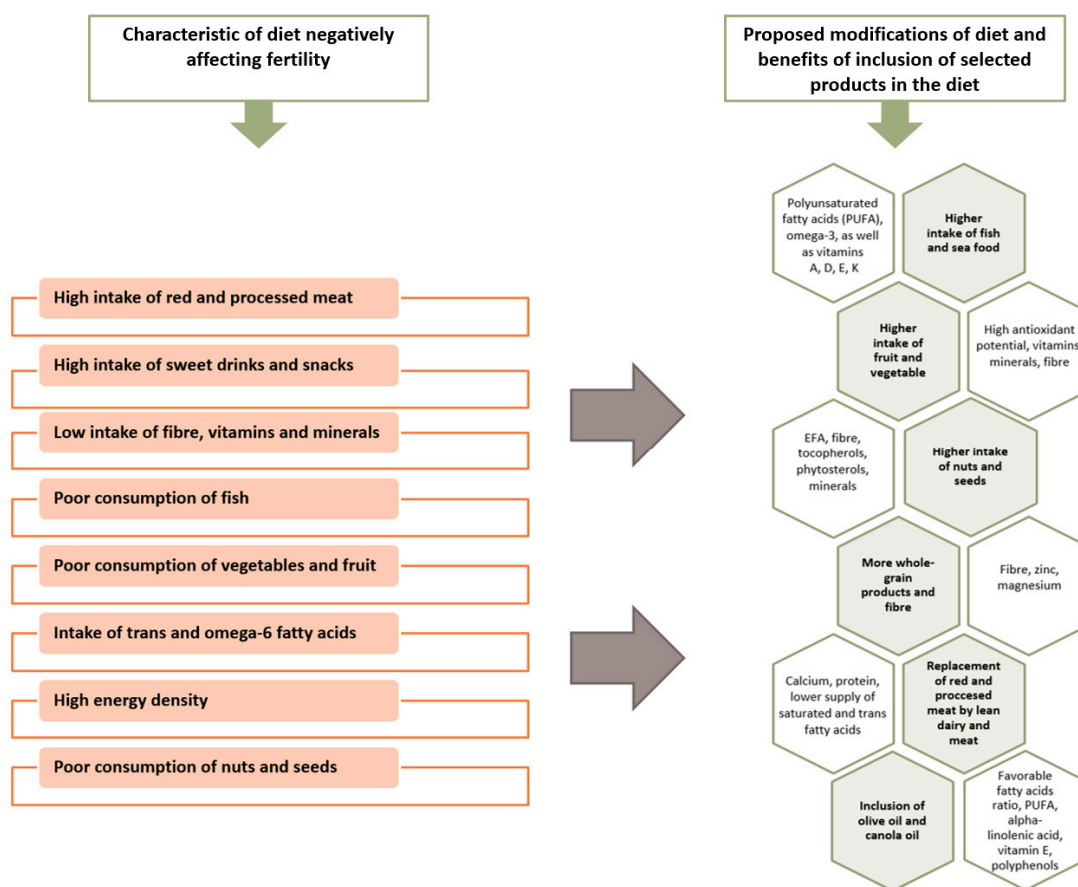 Characteristic of diet negatively
affecting fertility
Proposed modifications of diet and
benefits of inclusion of selected
products in the diet
High intake of red and processed meat
High intake of sweet drinks and snacks
Low intake of fibre, vitamins and minerals
Poor consumption of fish
Poor consumption of vegetables and fruit
Intake of trans and omega-6 fatty acids
High energy density
Poor consumption of nuts and seeds
Polyunsaturated
fatty acids (PUFA),
omega-3, as well
as vitamins
A, D, E, K
Higher
intake of fish
and sea food
Higher
intake of
fruit and
vegetable
High antioxidant
potential, vitamins
minerals, fibre
EFA, fibre,
tocopherols,
phytosterols,
minerals
Higher intake
of nuts and
seeds
More whole-
grain
products and
fibre
Fibre, zinc,
magnesium
Calcium, protein,
lower supply of
saturated and trans
fatty acids
Replacement
of red and
proccesed
meat by lean
dairy and
meat
Inclusion of
olive oil and
canola oil
Favorable
fatty acids
ratio, PUFA,
alpha-
linolenic acid,
vitamin E,
polyphenols